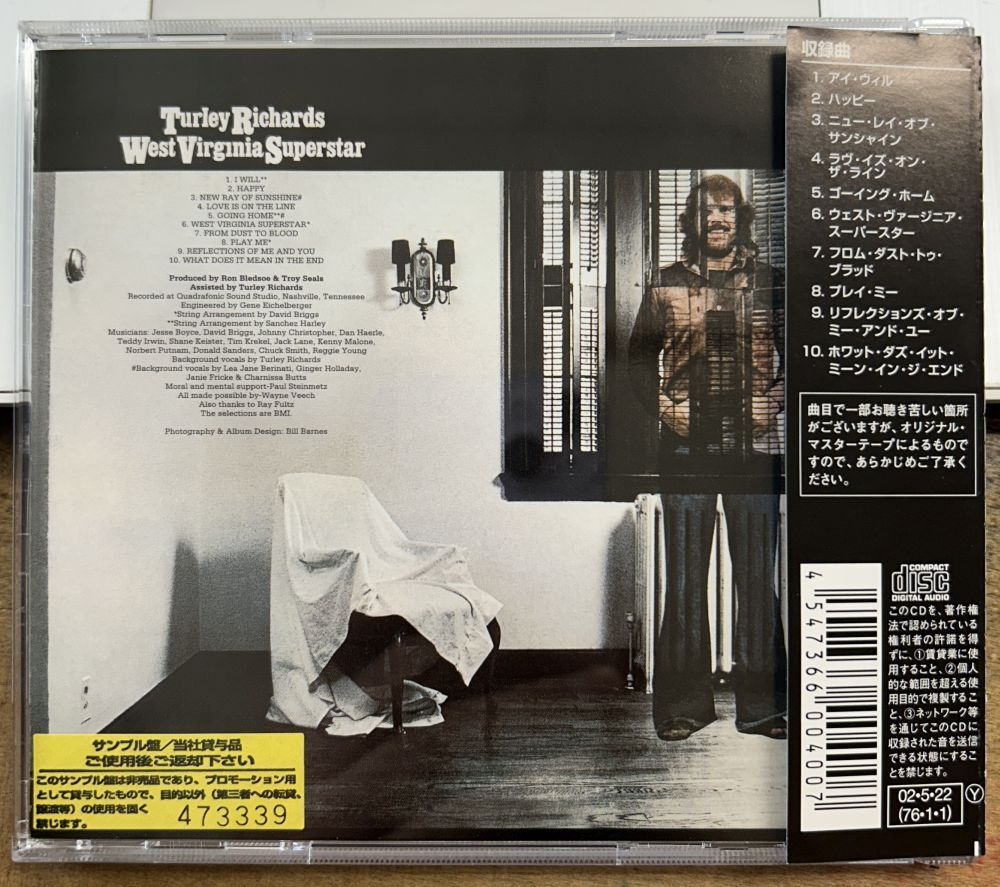 Turley Richards
West Virginia Superstar
1. I WILL**
2. HAPPY
3. NEW RAY OF SUNSHINE#
4. LOVE IS ON THE LINE
5. GOING HOME**#
6. WEST VIRGINIA SUPERSTAR*
7. FROM DUST TO BLOOD
8. PLAY ME*
9. REFLECTIONS OF ME AND YOU
10. WHAT DOES IT MEAN IN THE END
Produced by Ron Bledsoe & Troy Seals
Assisted by Turley Richards
Recorded at Quadrafonic Sound Studio, Nashville, Tennessee
Engineered by Gene Eichelberger
*String Arrangement by David Briggs
**String Arrangement by Sanchez Harley
Musicians: Jesse Boyce, David Briggs, Johnny Christopher, Dan Haerle,
Teddy Irwin, Shane Keister, Tim Krekel, Jack Lane, Kenny Malone,
Norbert Putnam, Donald Sanders, Chuck Smith, Reggie Young
Background vocals by Turley Richards
#Background vocals by Lea Jane Berinati, Ginger Holladay,
Janie Fricke & Charnissa Butts
Moral and mental support-Paul Steinmetz
All made possible by-Wayne Veech
Also thanks to Ray Fultz
The selections are BMI.
Photography & Album Design: Bill Barnes
サンプル盤/当社貸与品
ご使用後ご返却下さい
このサンプル盤は非売品であり、プロモーション用
として貸与したもので、目的以外(第三者への転貸、
譲渡等)の使用を固く
禁じます。
473339
収録曲
1. アイ・ウィル
2. ハッピー
3. ニュー・レイ・オブ・
サンシャイン
4. ラヴ・イズ・オン・
ザ・ライン
5. ゴーイング・ホーム
6. ウェスト・ヴァージニア・
スーパースター
7. フロム・ダスト・トゥ・
ブラッド
8. プレイ・ミー
9. リフレクションズ・オブ・
ミー・アンド・ユー
10. ホワット・ダズ・イット・
ミーン・イン・ジ・エンド
曲目で一部お聴き苦しい箇所
がございますが、オリジナル・
マスターテープによるもので
すので、あらかじめご了承く
ださい。
4 547366 004007
COMPACT
disc
DIGITAL AUDIO
このCDを、著作権
法で認められている
権利者の許諾を得
ずに、①賃貸業に使
用すること、②個人
的な範囲を超える使
用目的で複製するこ
と、③ネットワーク等
を通じてこのCDに
収録された音を送信
できる状態にするこ
とを禁じます。
02・5・22
(76・1・1)
Y